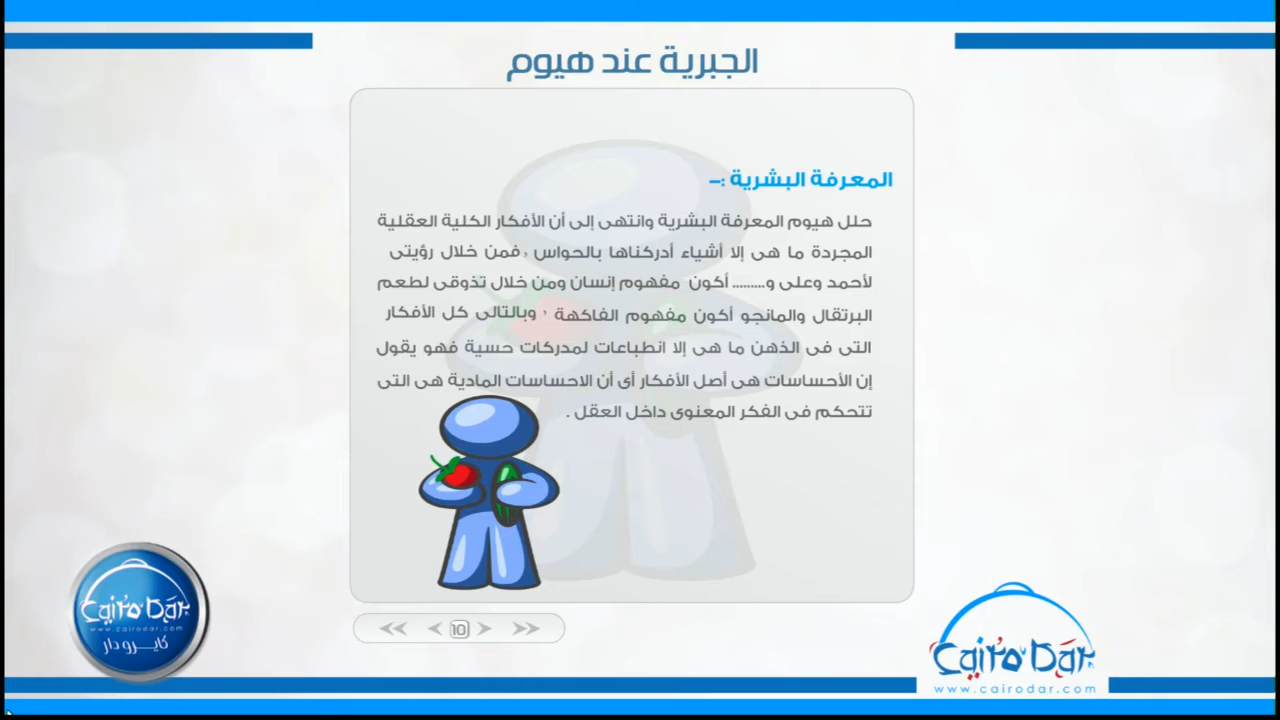 الجبرية عند هيوم
المعرفة البشرية :-
حلل هيوم المعرفة البشرية وانتهى إلى أن الأفكار الكلية العقلية
المجردة ما هى إلا أشياء أدركناها بالحواس ، فمن خلال رؤيتى
لأحمد وعلى و......... أكون مفهوم إنسان ومن خلال تذوقى لطعم
البرتقال والمانجو أكون مفهوم الفاكهة ، وبالتالى كل الأفكار
التى فى الذهن ما هى إلا انطباعات لمدركات حسية فهو يقول
إن الأحساسات هى أصل الأفكار أى أن الاحساسات المادية هى التى
تتحكم فى الفكر المعنوى داخل العقل .
10
Cairo Dar
www.cairodar.com
كايرو دار
Cairo Dar
www.cairodar.com